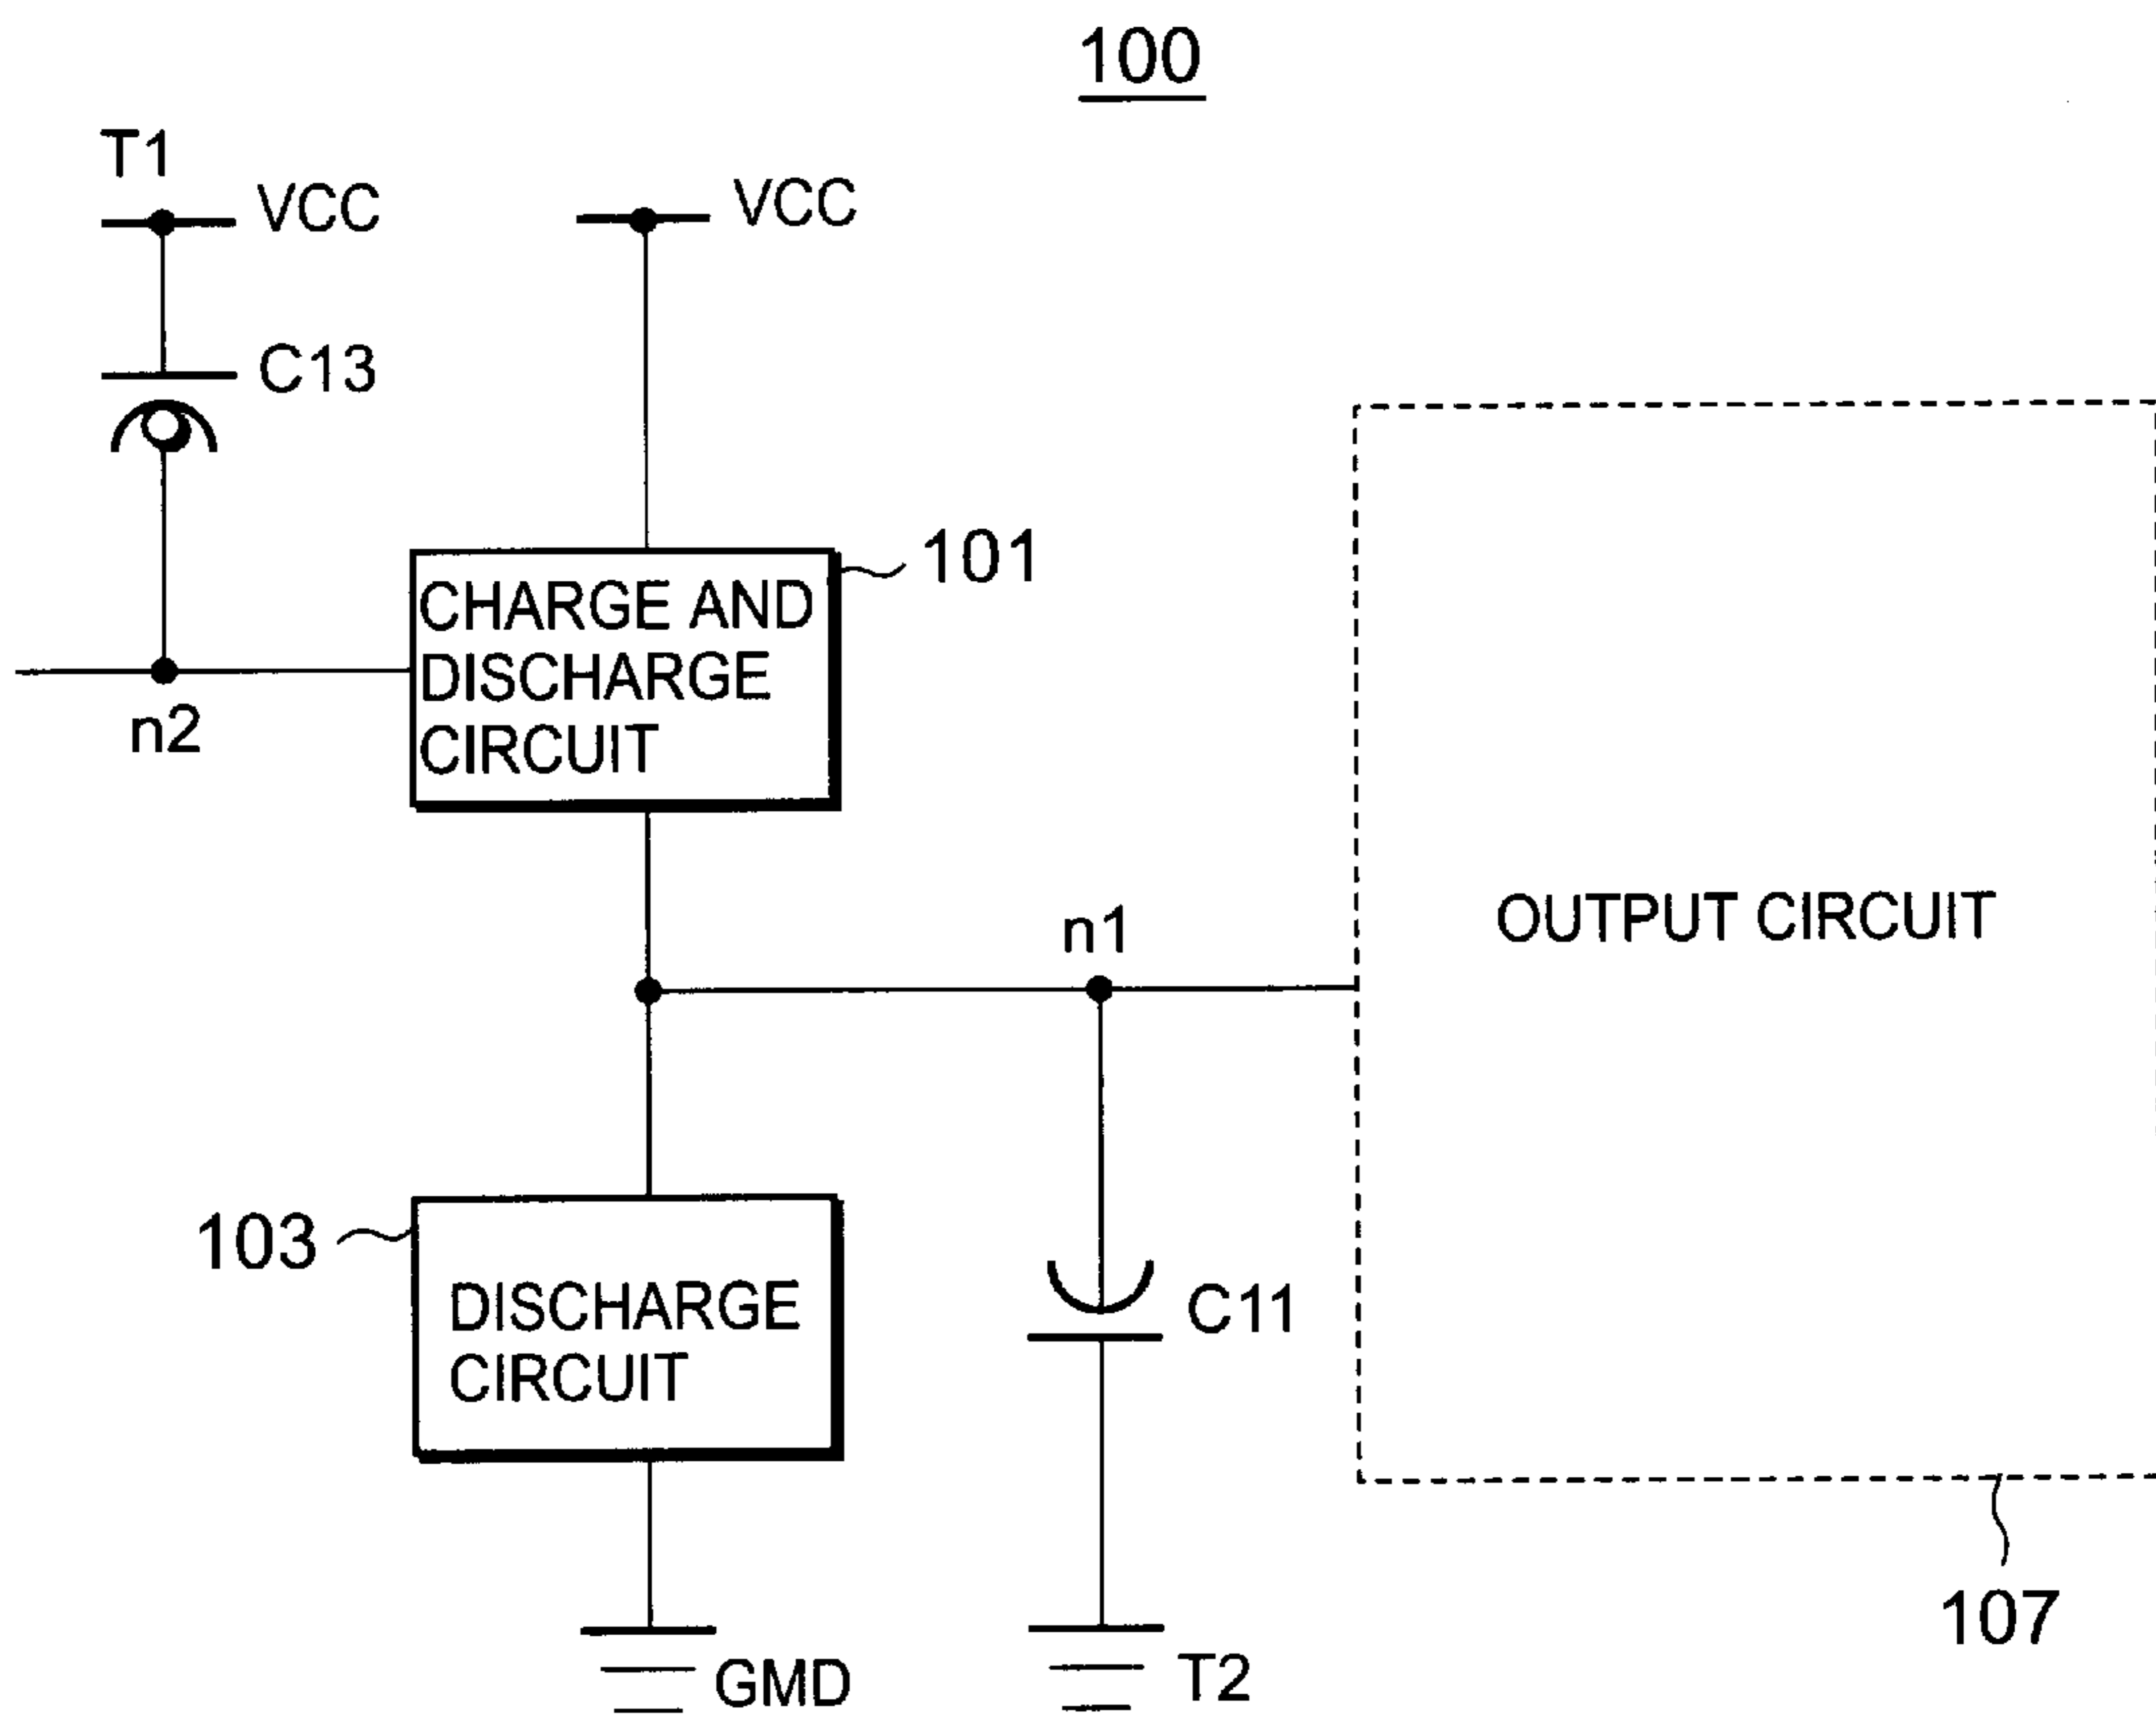 100
T1
VCC
VCC
C13
101
CHARGE AND
DISCHARGE
CIRCUIT
n2
n1
OUTPUT CIRCUIT
103
DISCHARGE
CIRCUIT
C11
107
GMD
T2